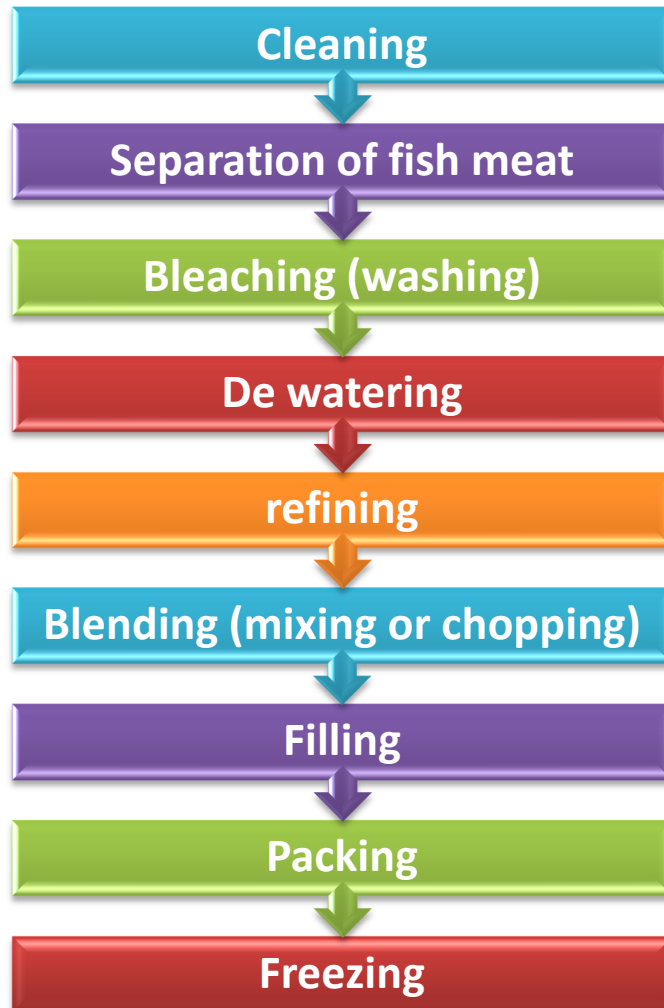 Cleaning
Separation of fish meat
Bleaching (washing)
De watering
refining
Blending (mixing or chopping)
Filling
Packing
Freezing